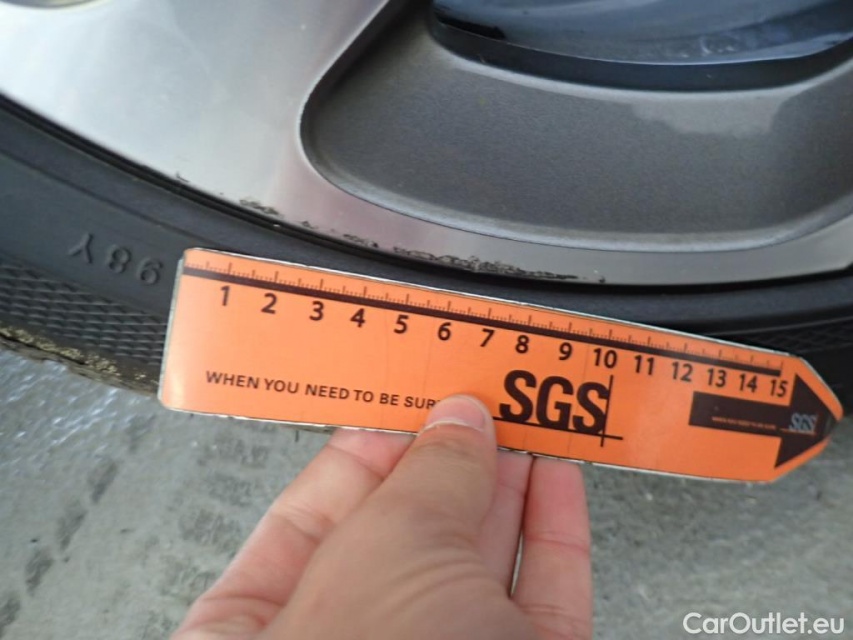 98Y
1 2 3 4 5 6 7 8 9 10 11 12 13 14 15
WHEN YOU NEED TO BE SUR
SGS
SGS
CarOutlet.eu